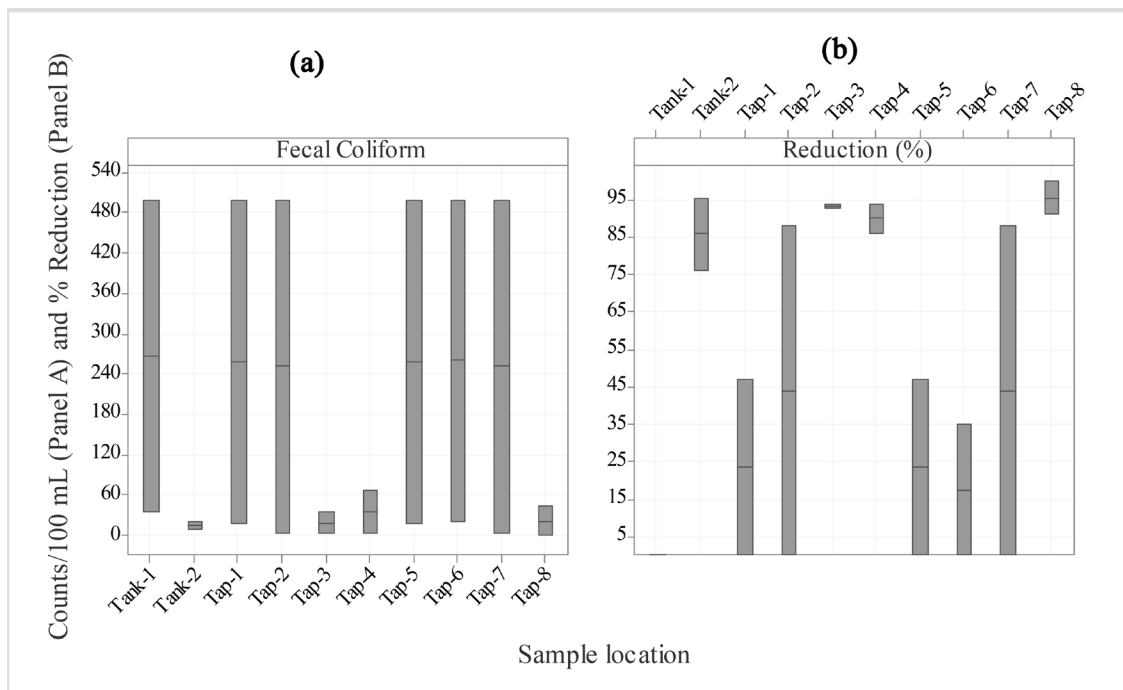 (a)
(b)
Counts/100 mL (Panel A) and % Reduction (Panel B)
Tank-1 Tank-2 Tap-1 Tap-2 Tap-3 Tap-4 Tap-5 Tap-6 Tap-7 Tap-8
Fecal Coliform
Reduction (%)
540
480
420
360
300
240
180
120
60
0
95
85
75
65
55
45
35
25
15
5
Tank-1 Tank-2 Tap-1 Tap-2 Tap-3 Tap-4 Tap-5 Tap-6 Tap-7 Tap-8
Sample location